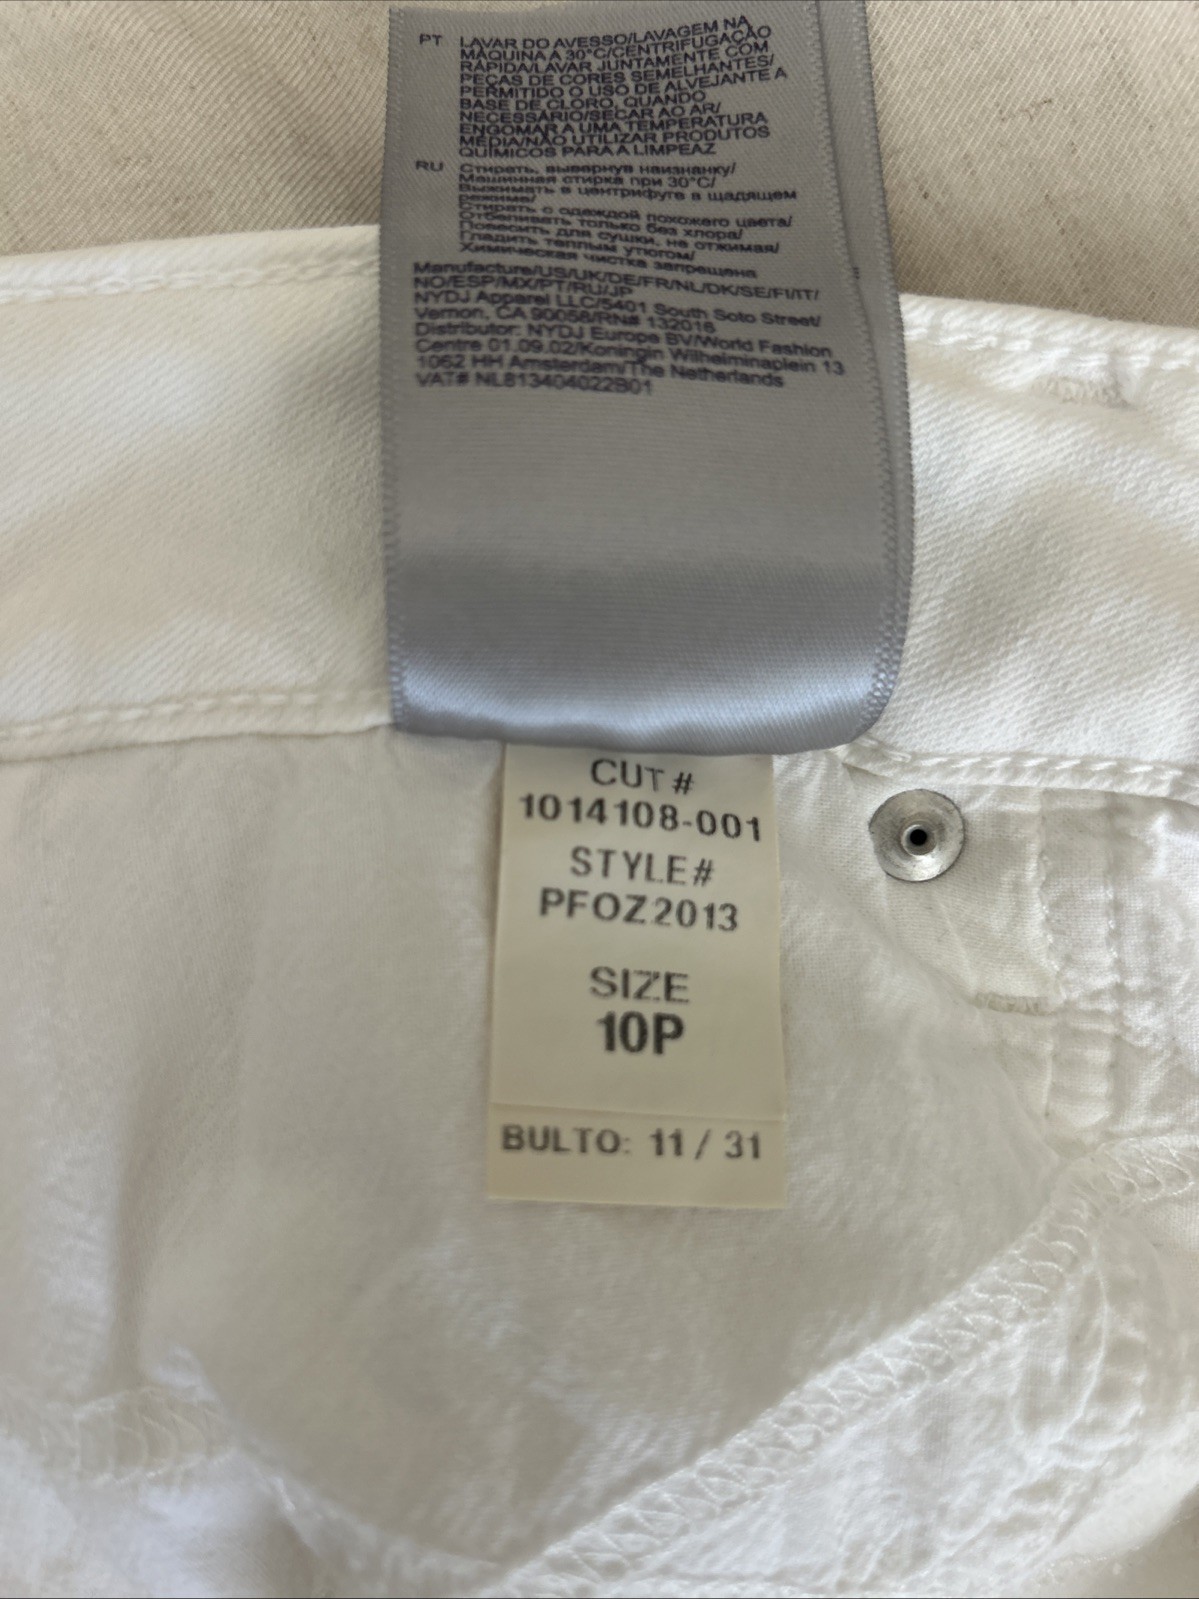 PT LAVAR DO AVESSO/LAVAGEM NA
MÁQUINA A 30°C/CENTRIFUGAÇÃO
RÁPIDA/LAVAR JUNTAMENTE COM
PEÇAS DE CORES SEMELHANTES/
PERMITIDO O USO DE ALVEJANTE A
BASE DE CLORO, QUANDO
NECESSÁRIO/SECAR AO AR/
ENGOMAR A UMA TEMPERATURA
MÉDIA/NÃO UTILIZAR PRODUTOS
QUÍMICOS PARA A LIMPEAZ
RU Стирать, вывернув наизнанку/
Машинная стирка при 30°C/
Выжимать в центрифуге в щадящем
режиме/
Стирать с одеждой похожего цвета/
Отбеливать только без хлора/
Повесить для сушки, не отжимая/
Гладить теплым утюгом/
Химическая чистка запрещена
Manufacture/US/UK/DE/FR/NL/DK/SE/FI/IT/
NO/ESP/MX/PT/RU/JP
NYDJ Apparel LLC/5401 South Soto Street/
Vernon, CA 90058/RN# 132016
Distributor: NYDJ Europe BV/World Fashion
Centre 01.09.02/Koningin Wilhelminaplein 13
1062 HH Amsterdam/The Netherlands
VAT# NL813404022B01
CUT #
1014108-001
STYLE#
PFOZ2013
SIZE
10P
BULTO: 11 / 31